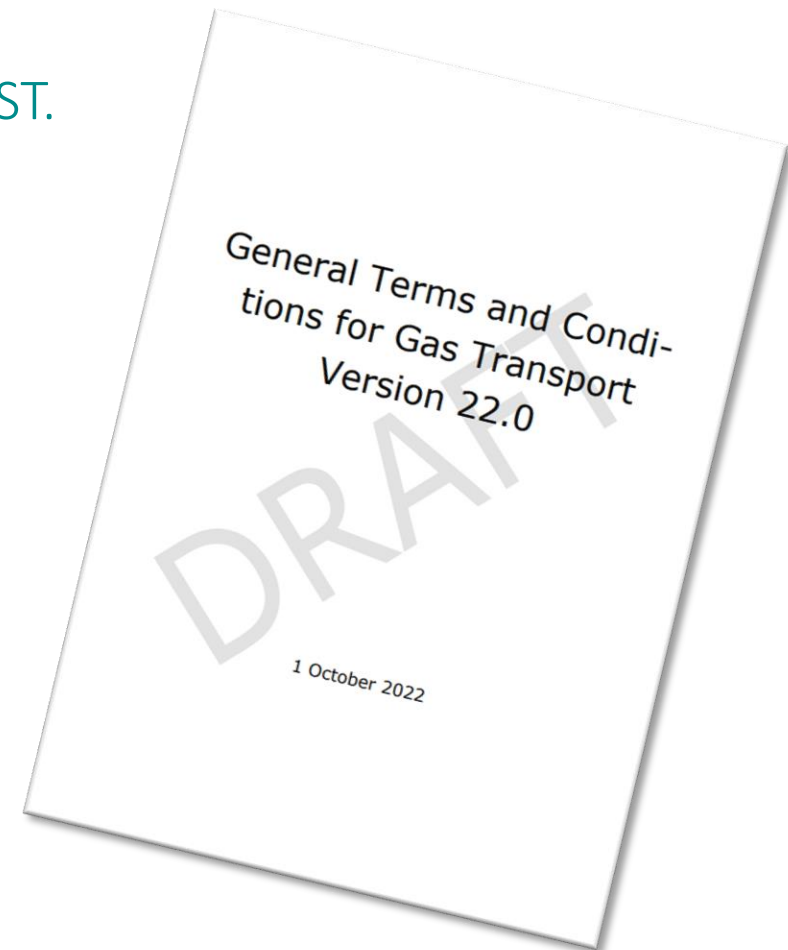 ST.
General Terms and Condi-
tions for Gas Transport
Version 22.0
DRAFT
1 October 2022